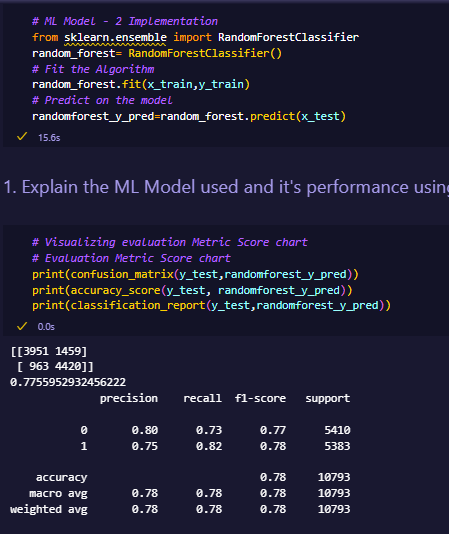 # ML Model - 2 Implementation
from sklearn.ensemble import RandomForestClassifier
random_forest= RandomForestClassifier()
# Fit the Algorithm
random_forest.fit(x_train,y_train)
# Predict on the model
randomforest_y_pred=random_forest.predict(x_test)
15.6s
1. Explain the ML Model used and it's performance using
# Visualizing evaluation Metric Score chart
# Evaluation Metric Score chart
print(confusion_matrix(y_test,randomforest_y_pred))
print(accuracy_score(y_test, randomforest_y_pred))
print(classification_report(y_test,randomforest_y_pred))
0.0s
[[3951 1459]
[ 963 4420]]
0.7755952932456222
precision recall f1-score support
0 0.80 0.73 0.77 5410
1 0.75 0.82 0.78 5383
accuracy 0.78 10793
macro avg 0.78 0.78 0.78 10793
weighted avg 0.78 0.78 0.78 10793